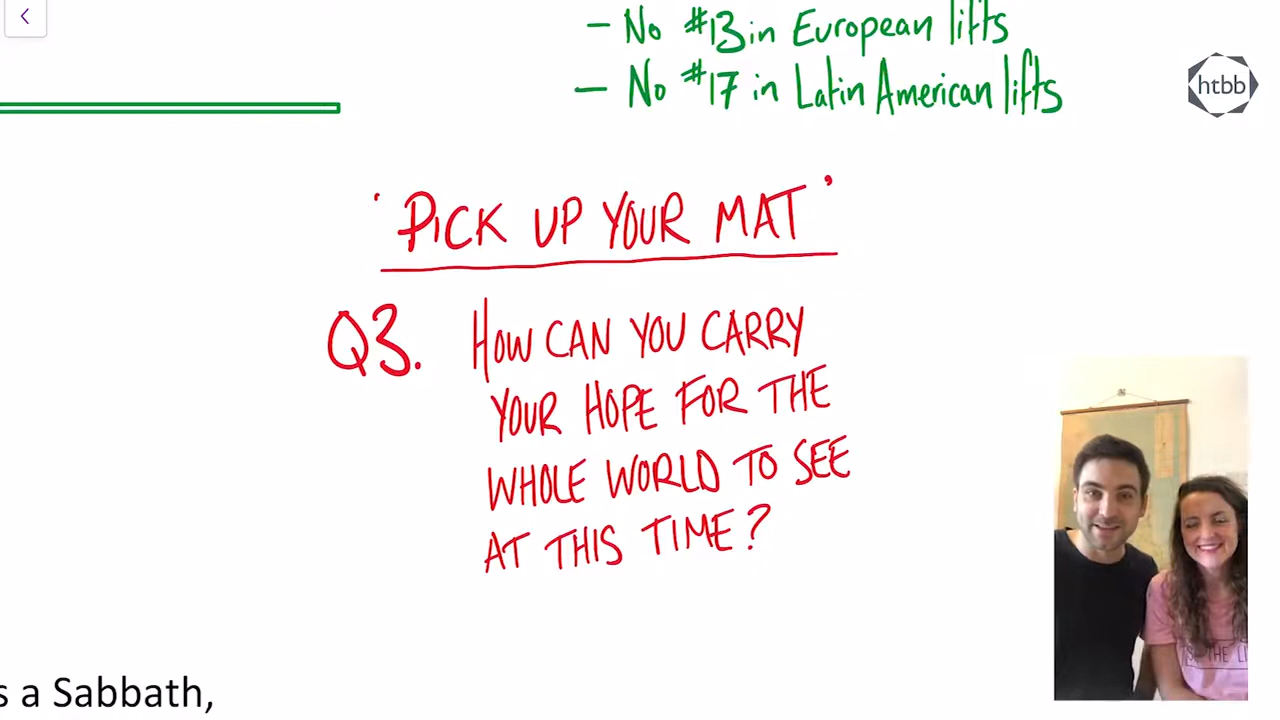 – No #13 in European lifts
– No #17 in Latin American lifts
htbb
'PICK UP YOUR MAT'
Q3. HOW CAN YOU CARRY
YOUR HOPE FOR THE
WHOLE WORLD TO SEE
AT THIS TIME?
s a Sabbath,